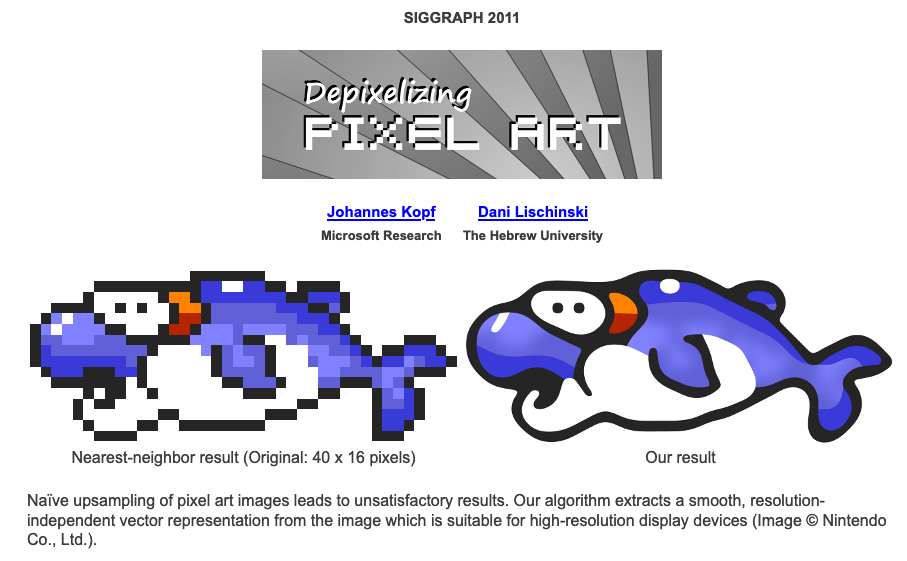 SIGGRAPH 2011
Depixelizing
PIXEL ART
Johannes Kopf Dani Lischinski
Microsoft Research The Hebrew University
Nearest-neighbor result (Original: 40 x 16 pixels) Our result
Naïve upsampling of pixel art images leads to unsatisfactory results. Our algorithm extracts a smooth, resolution-
independent vector representation from the image which is suitable for high-resolution display devices (Image © Nintendo
Co., Ltd.).